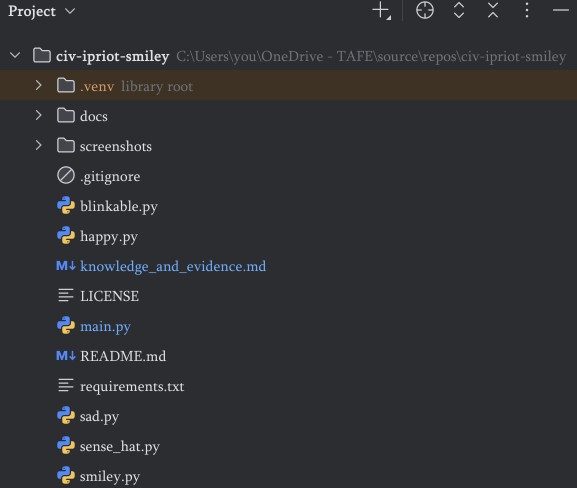 Project
civ-ipriot-smiley C:\Users\you\OneDrive - TAFE\source\repos\civ-ipriot-smiley
.venv library root
docs
screenshots
.gitignore
blinkable.py
happy.py
M↓ knowledge_and_evidence.md
LICENSE
main.py
M↓ README.md
requirements.txt
sad.py
sense_hat.py
smiley.py